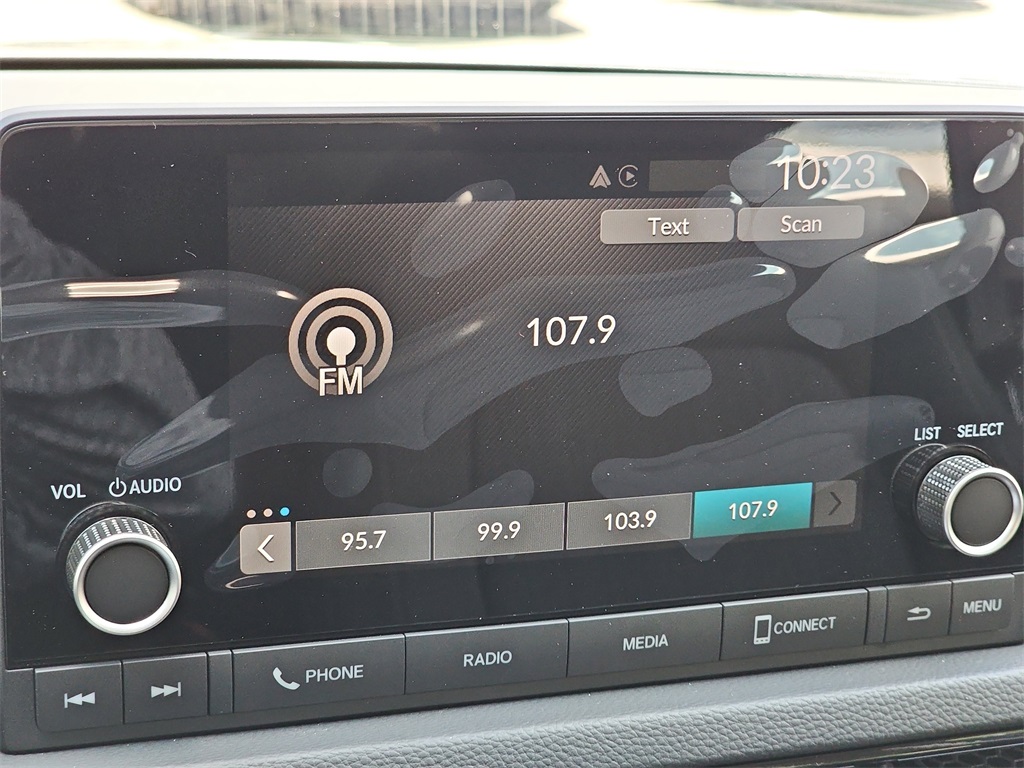 10:23
Text Scan
107.9
FM
LIST SELECT
VOL AUDIO
95.7 99.9 103.9 107.9
PHONE RADIO MEDIA CONNECT MENU